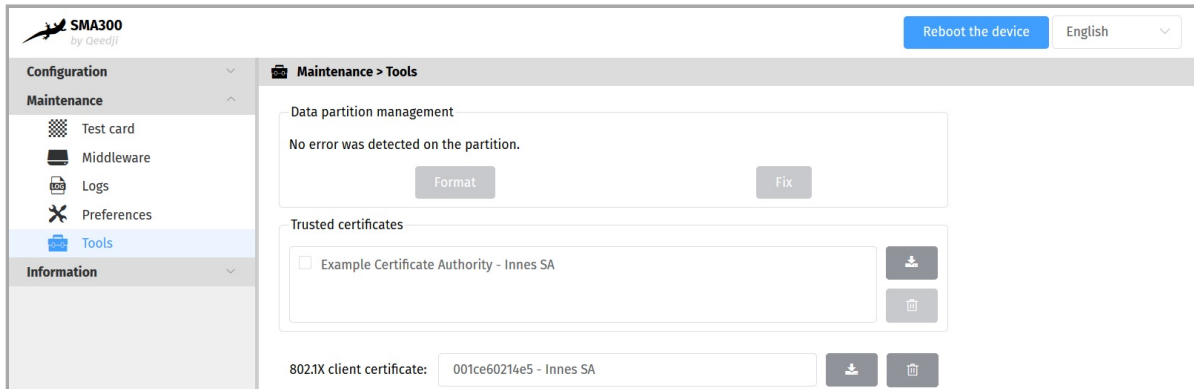 SMA300
by Qeedji
Reboot the device
English
Configuration
Maintenance
Test card
Middleware
LOG
Logs
Preferences
Tools
Information
Maintenance > Tools
Data partition management
No error was detected on the partition.
Format
Fix
Trusted certificates
Example Certificate Authority - Innes SA
802.1X client certificate:
001ce60214e5 - Innes SA